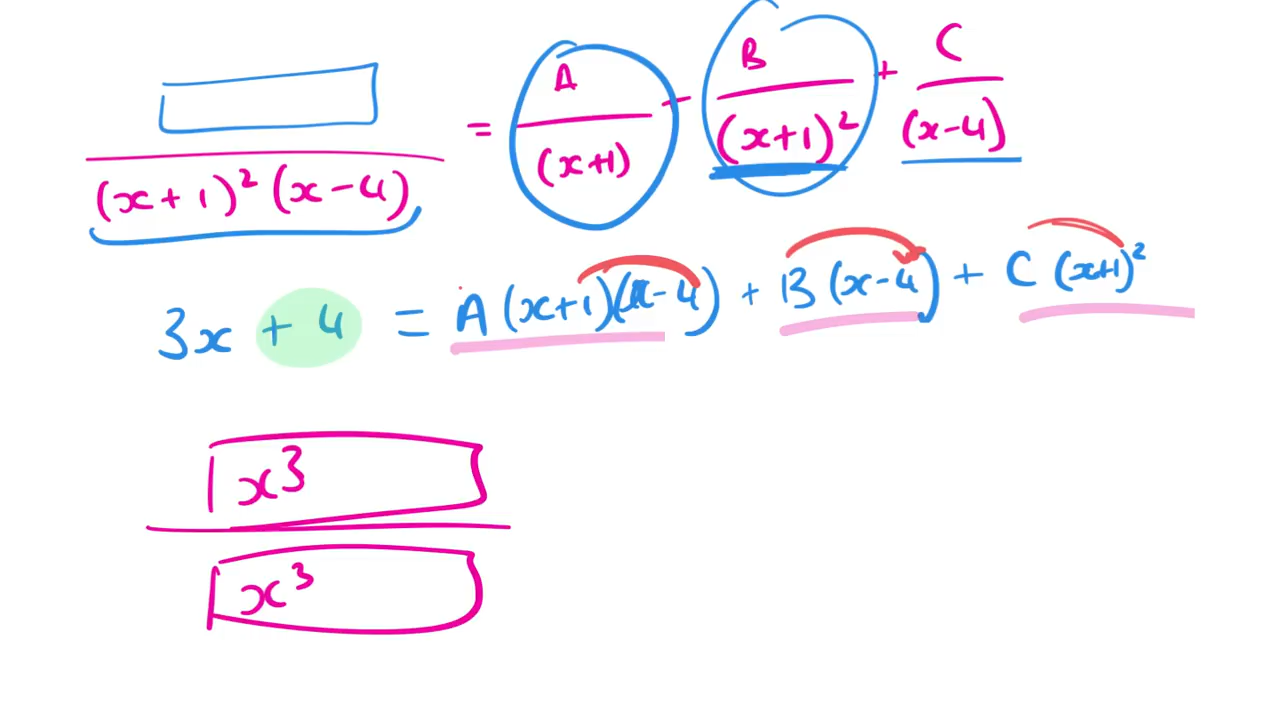 ▭/((x+1)²(x-4)) = A/(x+1) + B/(x+1)² + C/(x-4)
3x + 4 = A(x+1)(x-4) + B(x-4) + C(x+1)²
x³
x³